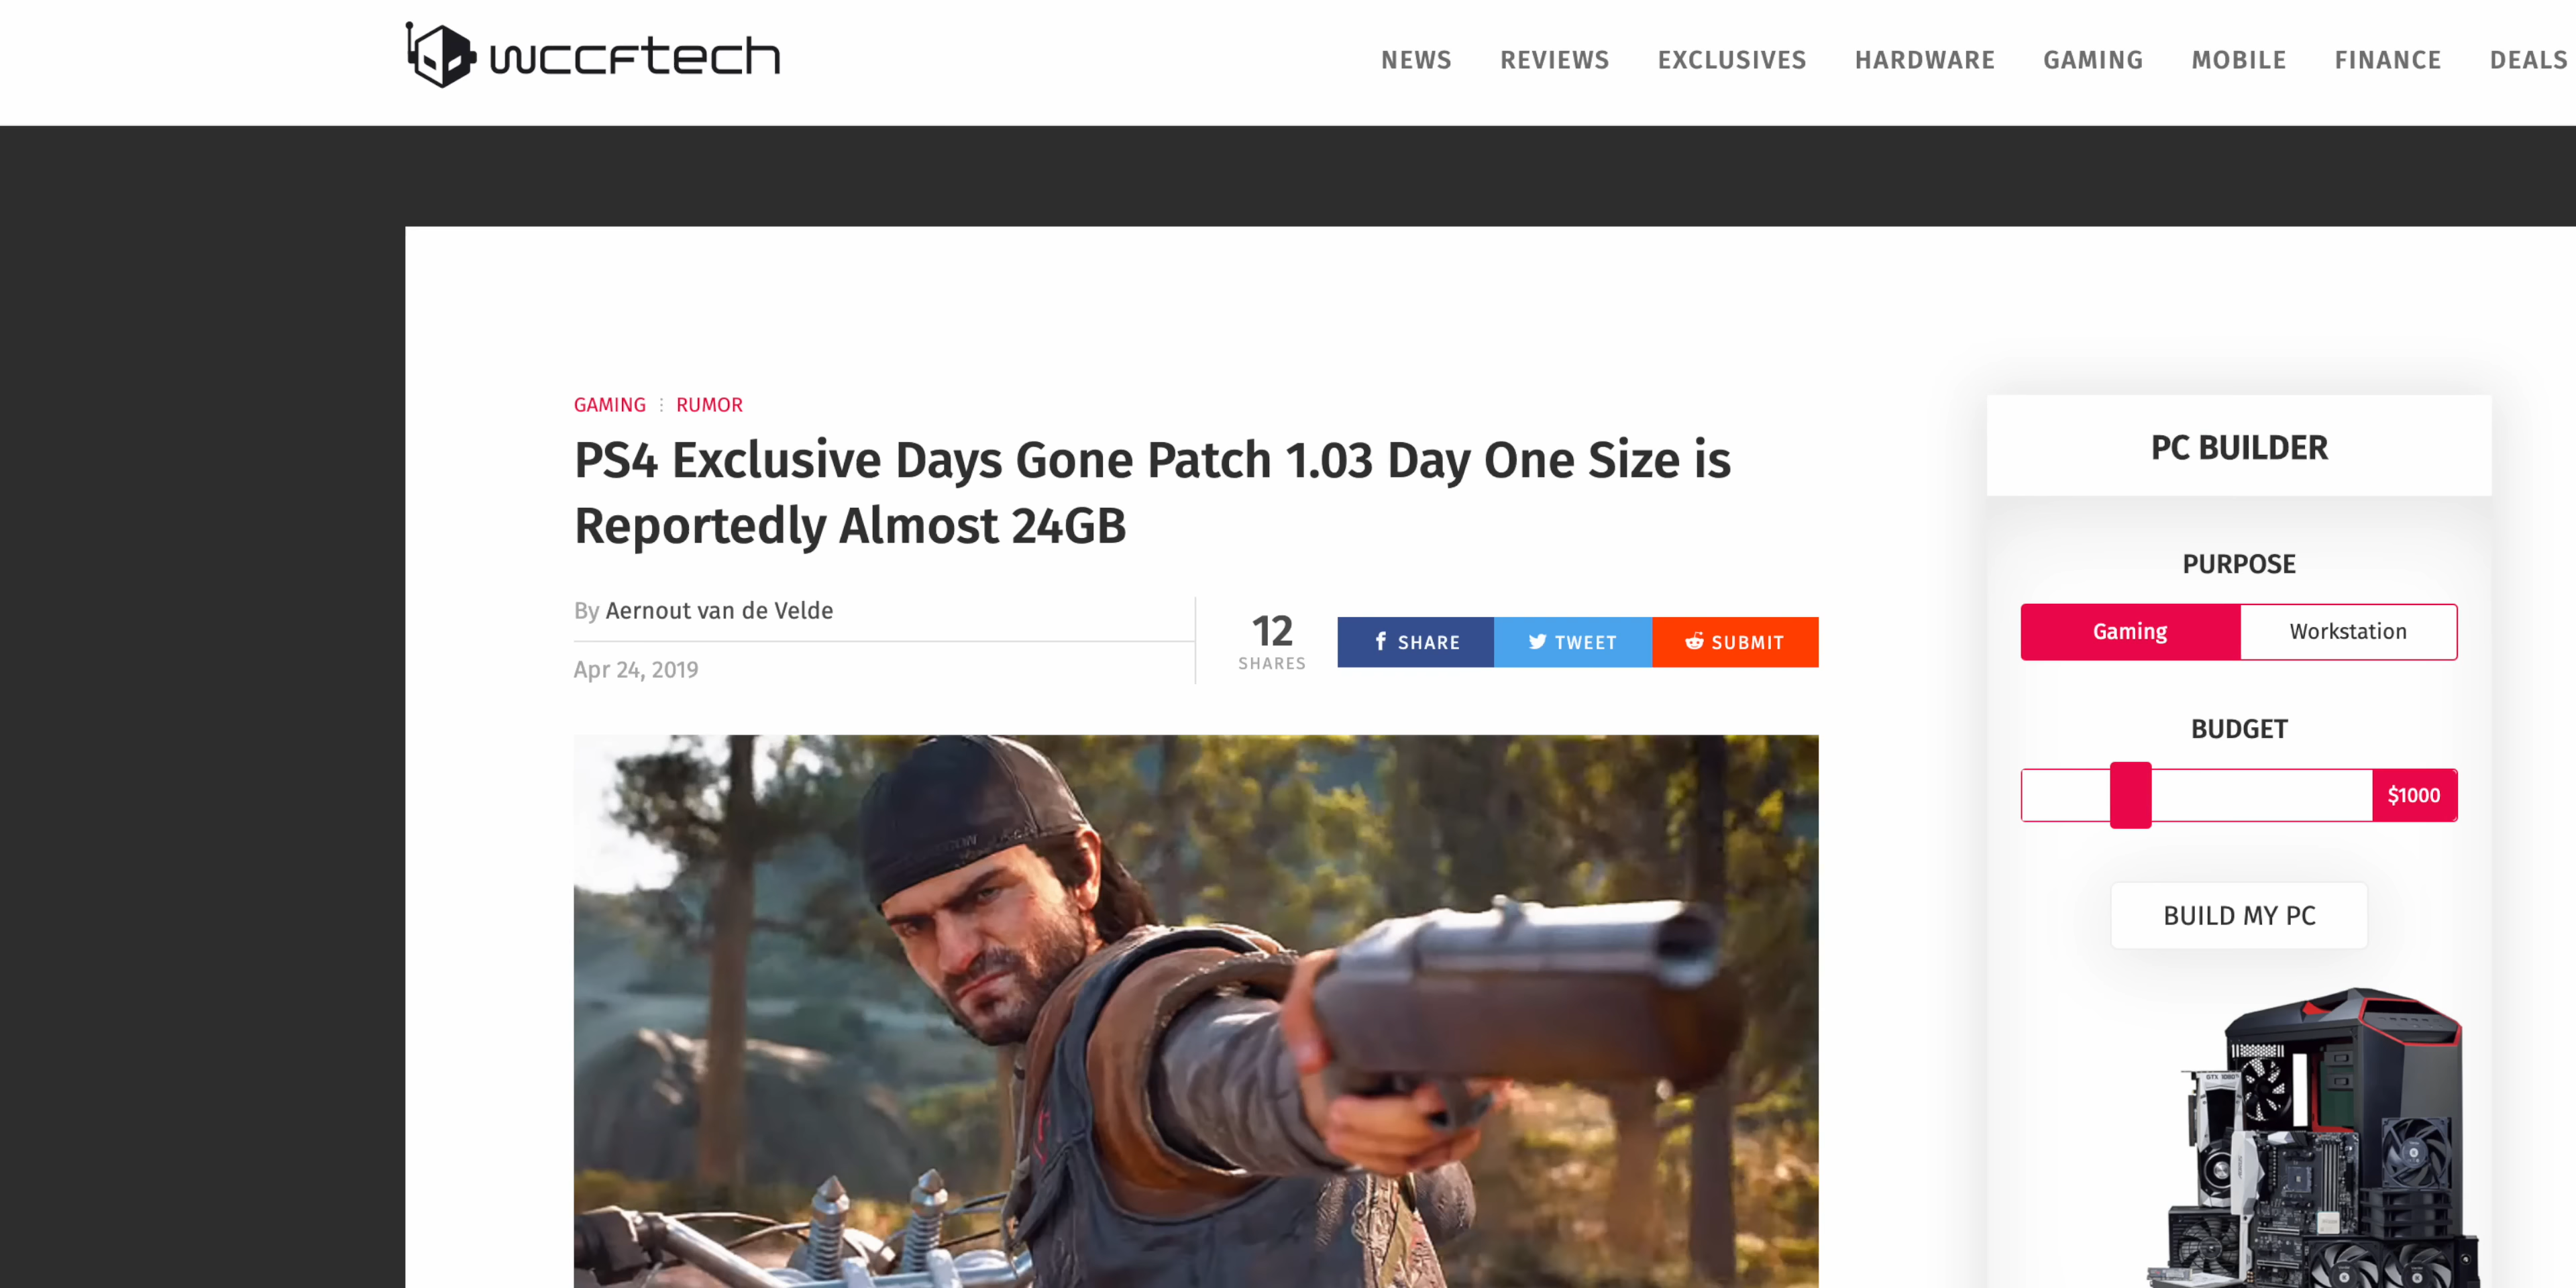 wccftech
NEWS REVIEWS EXCLUSIVES HARDWARE GAMING MOBILE FINANCE DEALS
GAMING ⋮ RUMOR
PS4 Exclusive Days Gone Patch 1.03 Day One Size is
Reportedly Almost 24GB
By Aernout van de Velde
Apr 24, 2019
12
SHARES
SHARE
TWEET
SUBMIT
PC BUILDER
PURPOSE
Gaming
Workstation
BUDGET
$1000
BUILD MY PC
GTX 1080